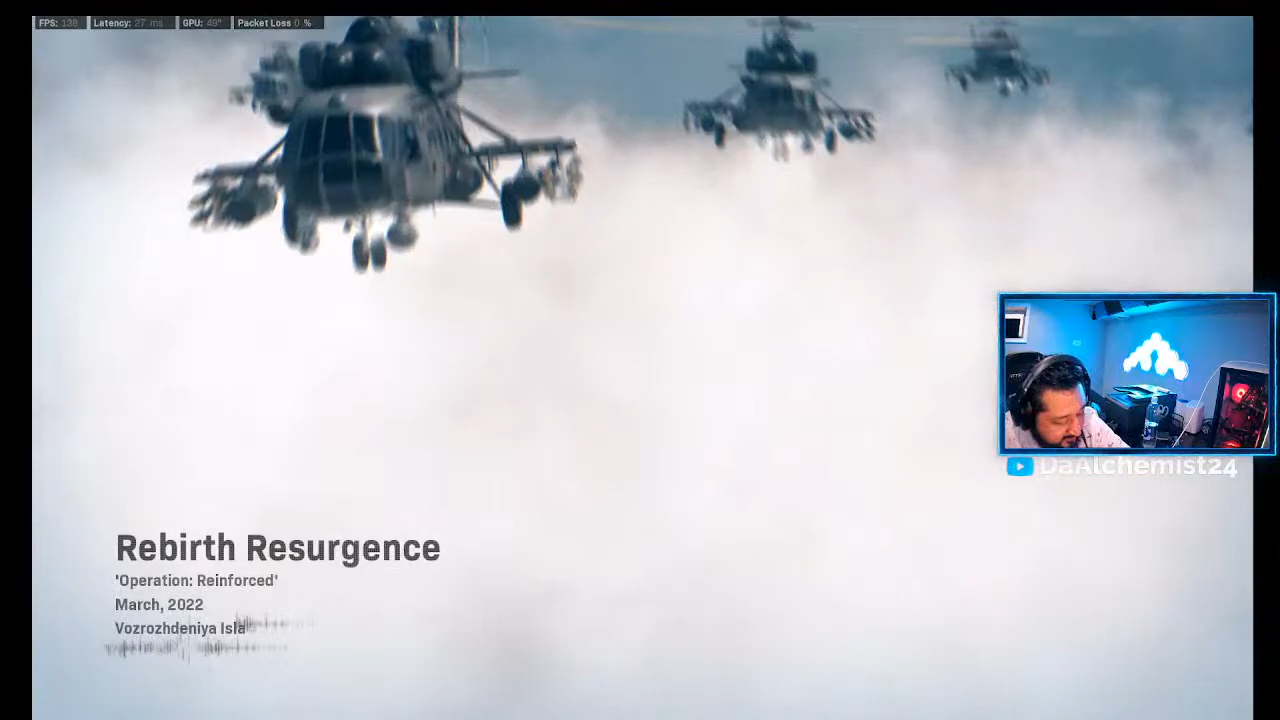 FPS: 138 Latency: 27 ms GPU: 49° Packet Loss 0 %
DaAlchemist24
Rebirth Resurgence
'Operation: Reinforced'
March, 2022
Vozrozhdeniya Isla